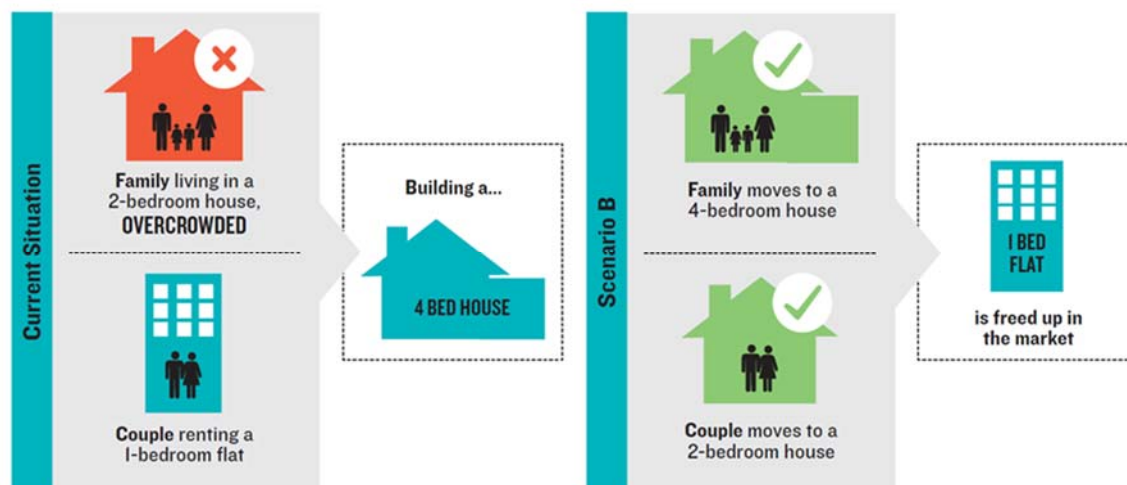 Current Situation
Family living in a
2-bedroom house,
OVERCROWDED
Couple renting a
1-bedroom flat
Building a...
4 BED HOUSE
Scenario B
Family moves to a
4-bedroom house
Couple moves to a
2-bedroom house
1 BED
FLAT
is freed up in
the market